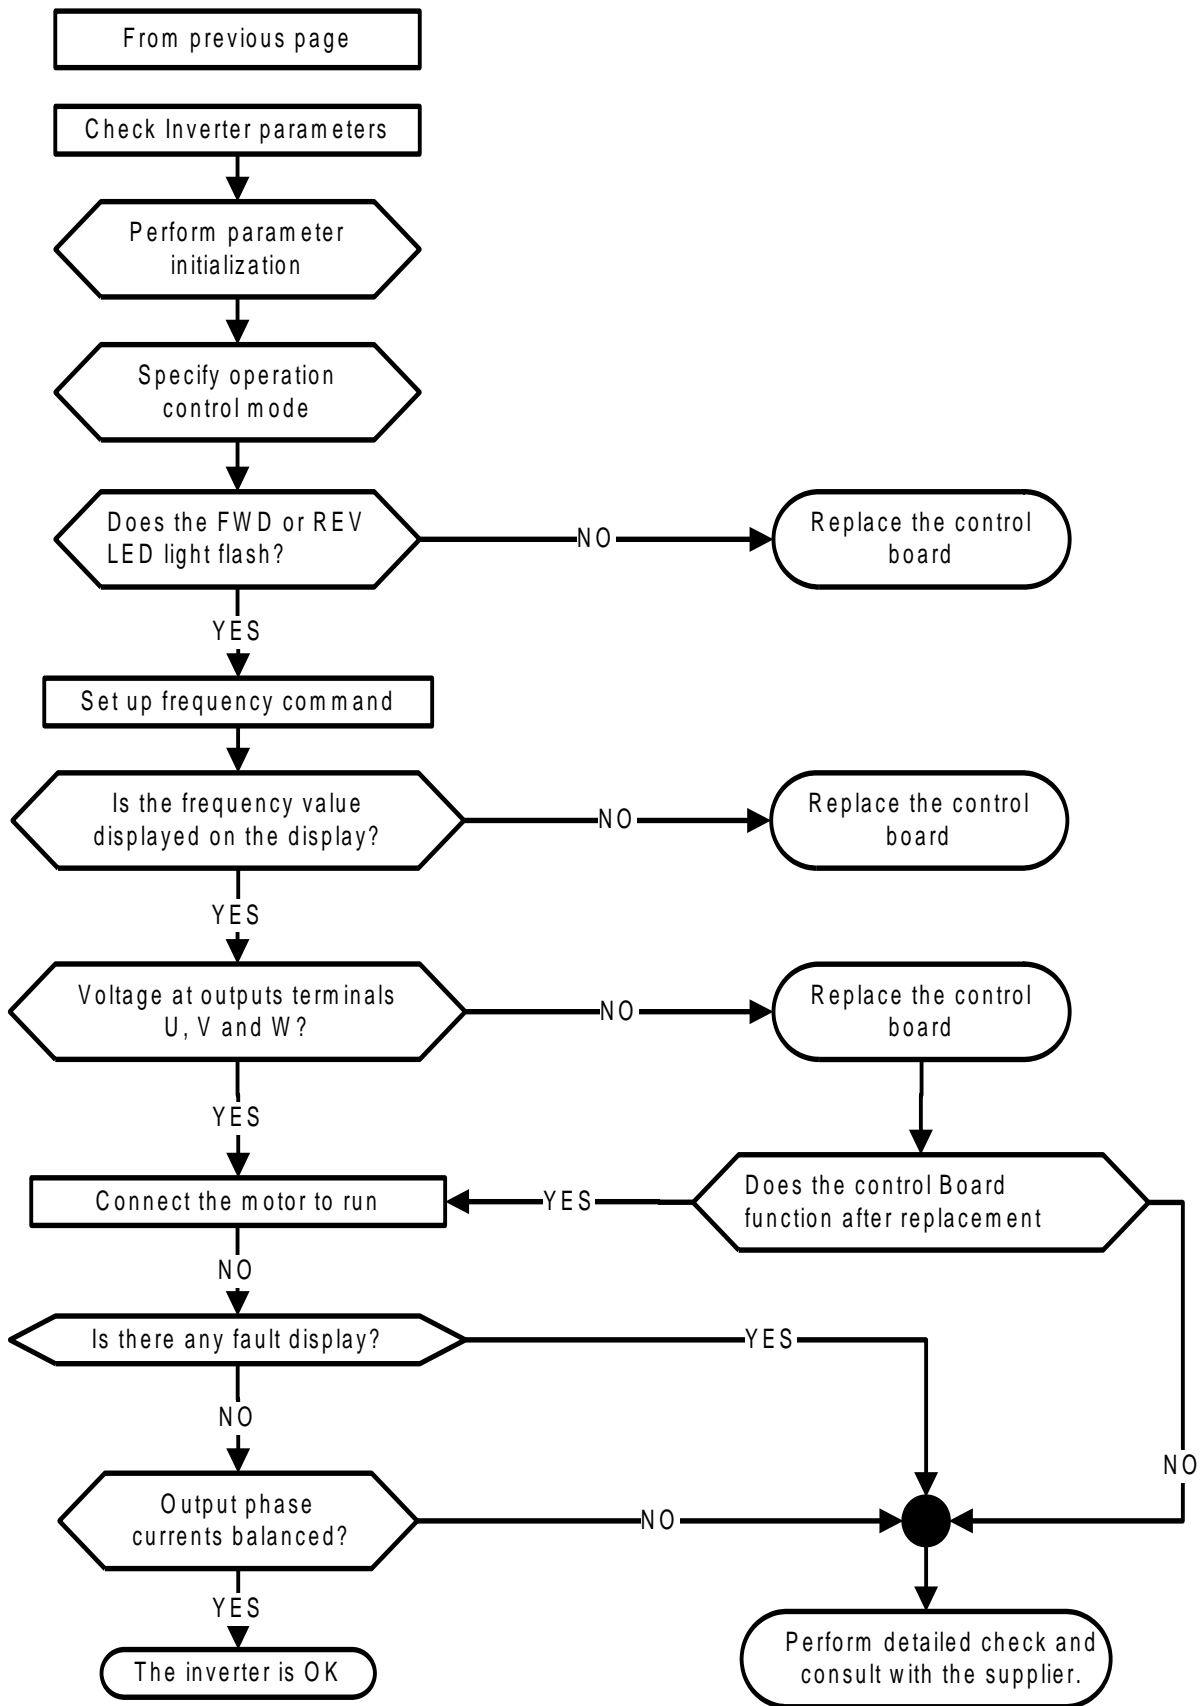 From previous page
Check Inverter parameters
Perform parameter
initialization
Specify operation
control mode
Does the FWD or REV
LED light flash?
NO
Replace the control
board
YES
Set up frequency command
Is the frequency value
displayed on the display?
NO
Replace the control
board
YES
Voltage at outputs terminals
U, V and W?
NO
Replace the control
board
YES
Connect the motor to run
YES
Does the control Board
function after replacement
NO
Is there any fault display?
YES
NO
NO
Output phase
currents balanced?
NO
YES
The inverter is OK
Perform detailed check and
consult with the supplier.